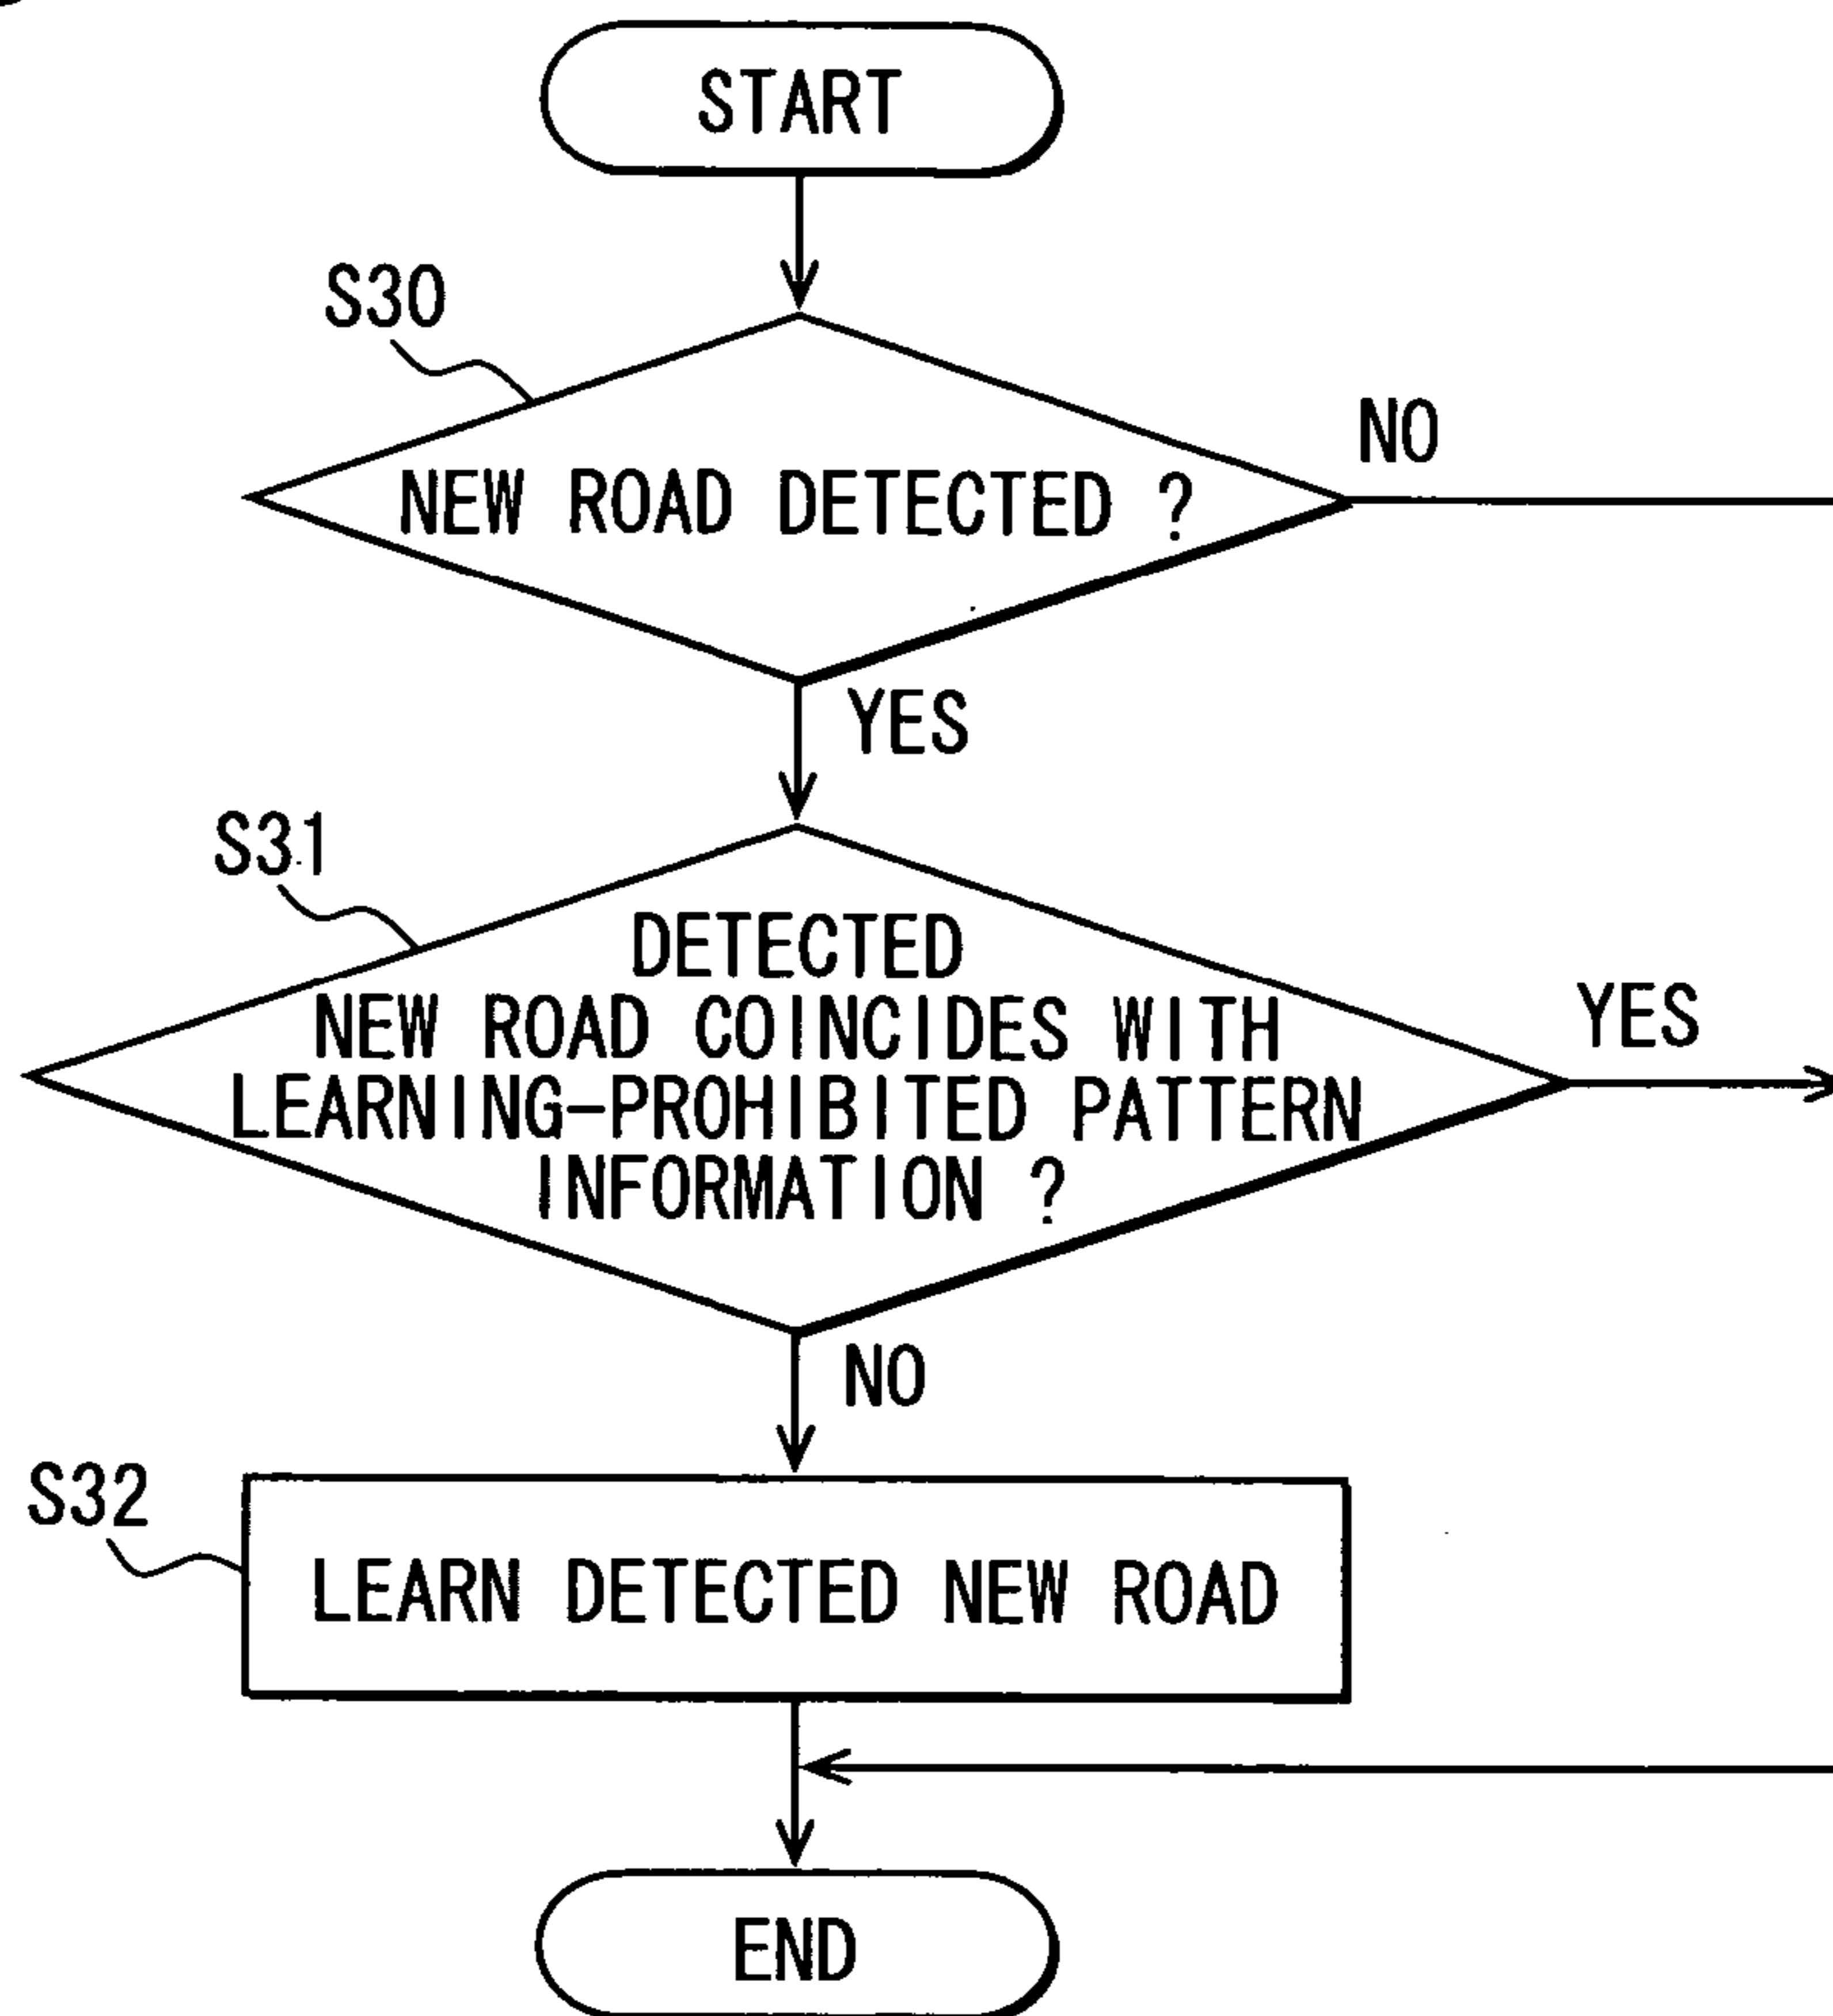 START
S30
NO
NEW ROAD DETECTED ?
YES
S31
DETECTED
NEW ROAD COINCIDES WITH
LEARNING-PROHIBITED PATTERN
INFORMATION ?
YES
NO
S32
LEARN DETECTED NEW ROAD
END